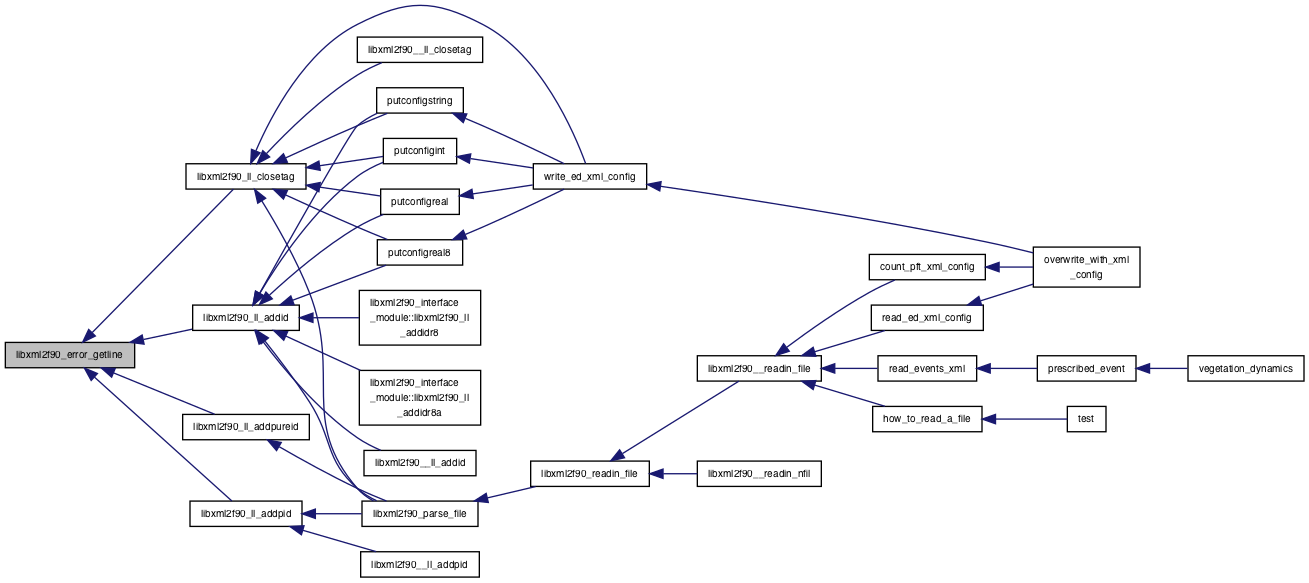 libxml2f90__ll_closetag
putconfigstring
putconfigint
libxml2f90_ll_closetag
write_ed_xml_config
putconfigreal
putconfigreal8
overwrite_with_xml
_config
count_pft_xml_config
libxml2f90_interface
_module::libxml2f90_ll
_addidr8
libxml2f90_ll_addid
read_ed_xml_config
libxml2f90_error_getline
libxml2f90__readin_file
read_events_xml
prescribed_event
vegetation_dynamics
libxml2f90_interface
_module::libxml2f90_ll
_addidr8a
how_to_read_a_file
test
libxml2f90_ll_addpureid
libxml2f90__ll_addid
libxml2f90_readin_file
libxml2f90__readin_nfil
libxml2f90_ll_addpid
libxml2f90_parse_file
libxml2f90__ll_addpid